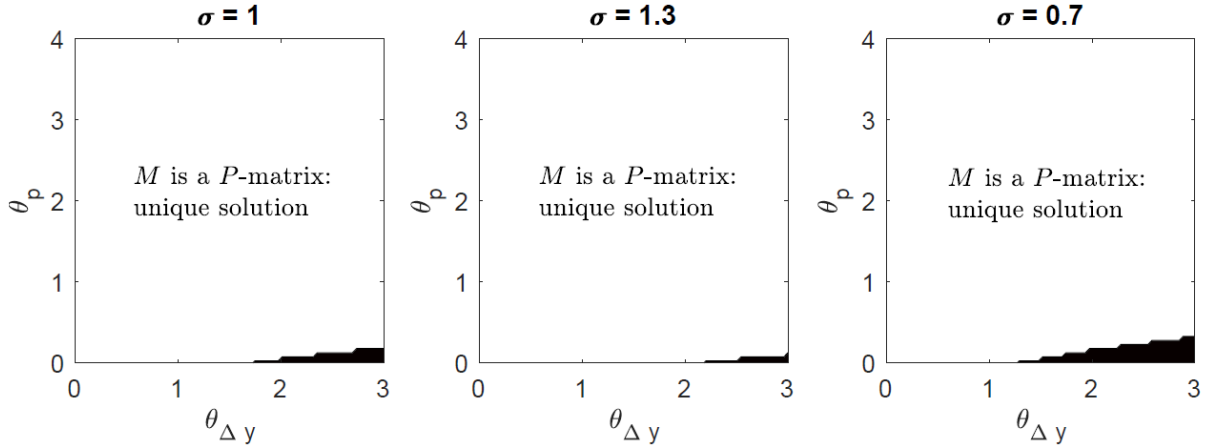 σ = 1
4
3
2
1
0
θp
M is a P-matrix:
unique solution
0
1
2
3
θΔ y
σ = 1.3
4
3
2
1
0
θp
M is a P-matrix:
unique solution
0
1
2
3
θΔ y
σ = 0.7
4
3
2
1
0
θp
M is a P-matrix:
unique solution
0
1
2
3
θΔ y